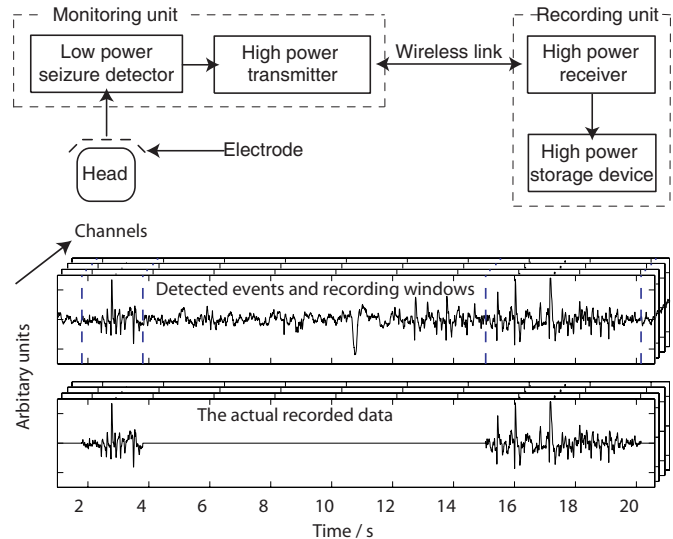 Monitoring unit
Recording unit
Low power
seizure detector
High power
transmitter
Wireless link
High power
receiver
Electrode
Head
High power
storage device
Channels
Detected events and recording windows
Arbitary units
The actual recorded data
2 4 6 8 10 12 14 16 18 20
Time / s